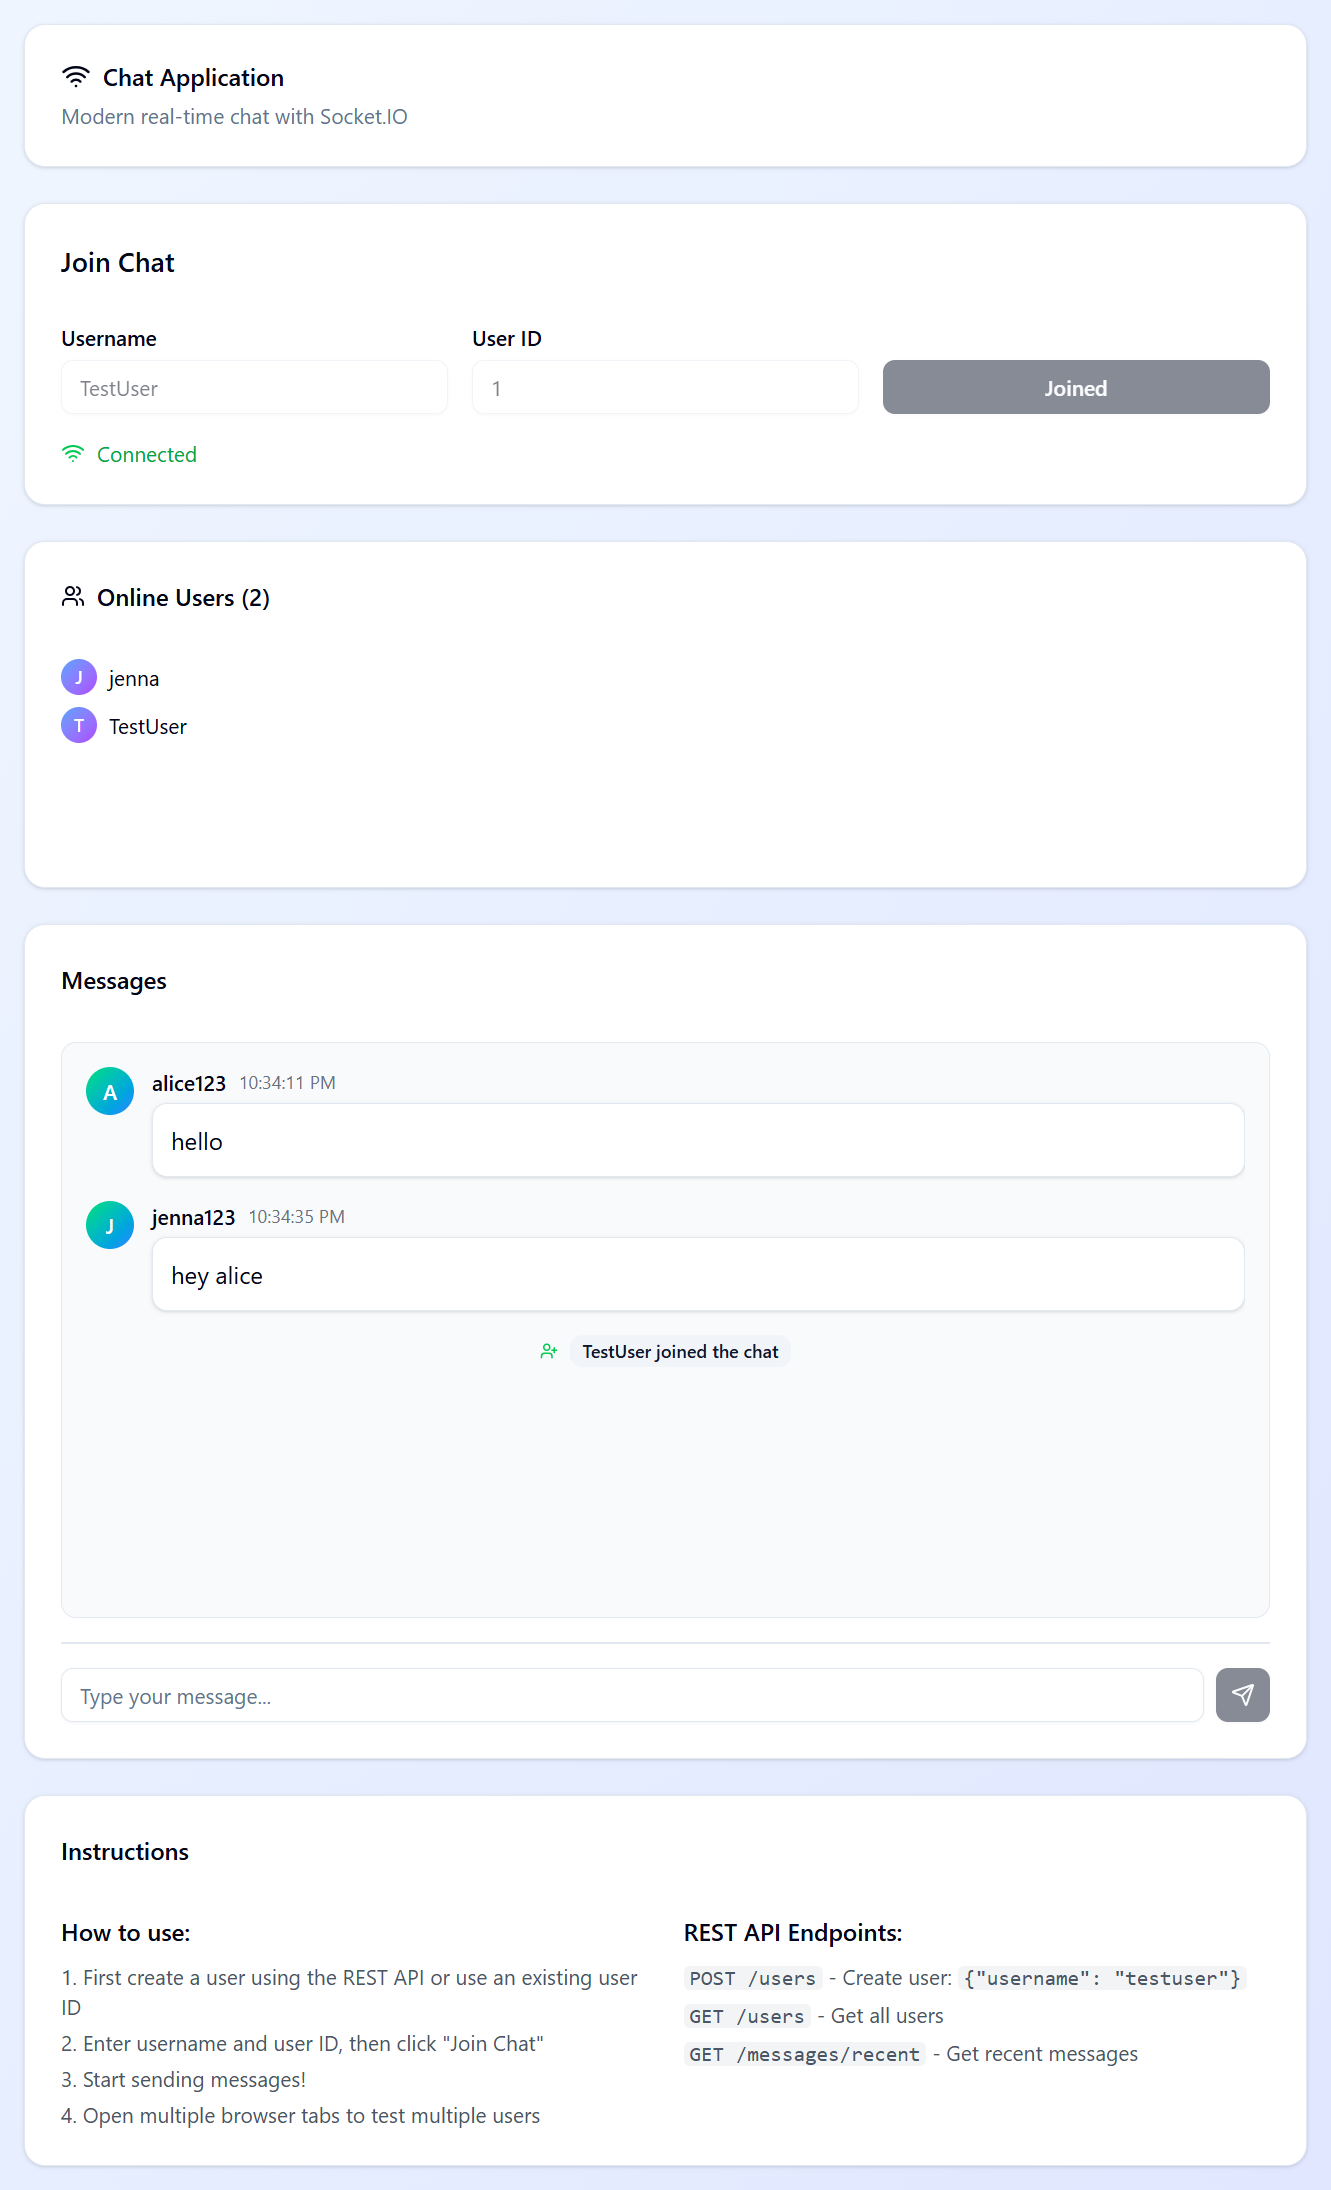 Chat Application
Modern real-time chat with Socket.IO
Join Chat
Username
User ID
TestUser
1
Joined
Connected
Online Users (2)
J jenna
T TestUser
Messages
A
alice123 10:34:11 PM
hello
J
jenna123 10:34:35 PM
hey alice
TestUser joined the chat
Type your message...
Instructions
How to use:
1. First create a user using the REST API or use an existing user
ID
2. Enter username and user ID, then click "Join Chat"
3. Start sending messages!
4. Open multiple browser tabs to test multiple users
REST API Endpoints:
POST /users - Create user: {"username": "testuser"}
GET /users - Get all users
GET /messages/recent - Get recent messages